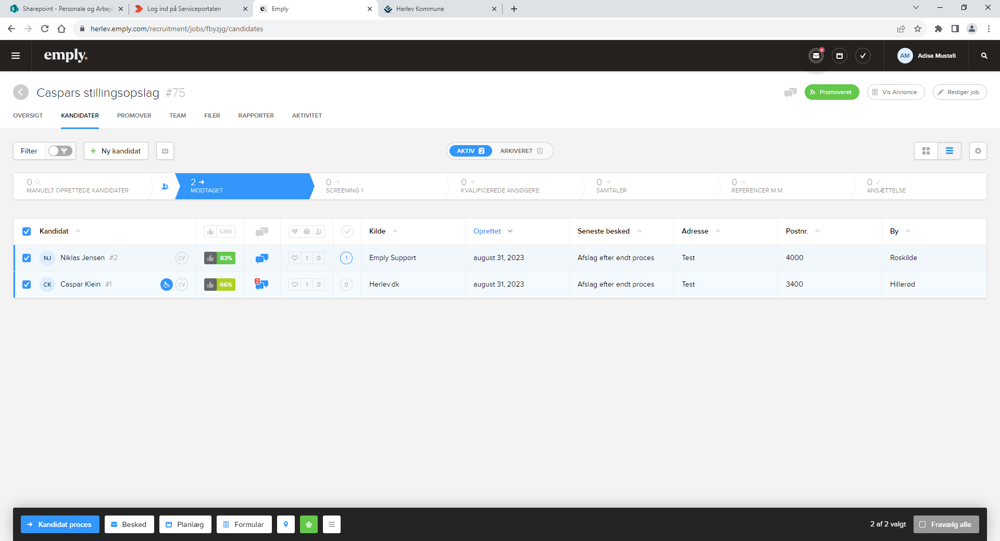 Sharepoint - Personale og Arbejd
Log ind på Serviceportalen
e. Emply
Herlev Kommune
herlev.emply.com/recruitment/jobs/fbyzjg/candidates
emply.
5
AM Adisa Mustafi
Caspars stillingsopslag #75
Promoveret
Vis Annonce
Rediger job
OVERSIGT KANDIDATER PROMOVER TEAM FILER RAPPORTER AKTIVITET
Filter
+ Ny kandidat
AKTIV 2 ARKIVERET 0
0
MANUELT OPRETTEDE KANDIDATER
2
MODTAGET
0
SCREENING 1
0
KVALIFICEREDE ANSØGERE
0
SAMTALER
0
REFERENCER M.M.
0
ANSÆTTELSE
Kandidat GNS Kilde Oprettet Seneste besked Adresse Postnr. By
NJ Niklas Jensen #2 CV 83% 1 0 1 Emply Support august 31, 2023 Afslag efter endt proces Test 4000 Roskilde
CK Caspar Klein #1 CV 66% 2 1 0 0 Herlev.dk august 31, 2023 Afslag efter endt proces Test 3400 Hillerød
Kandidat proces Besked Planlæg Formular 2 af 2 valgt Fravælg alle